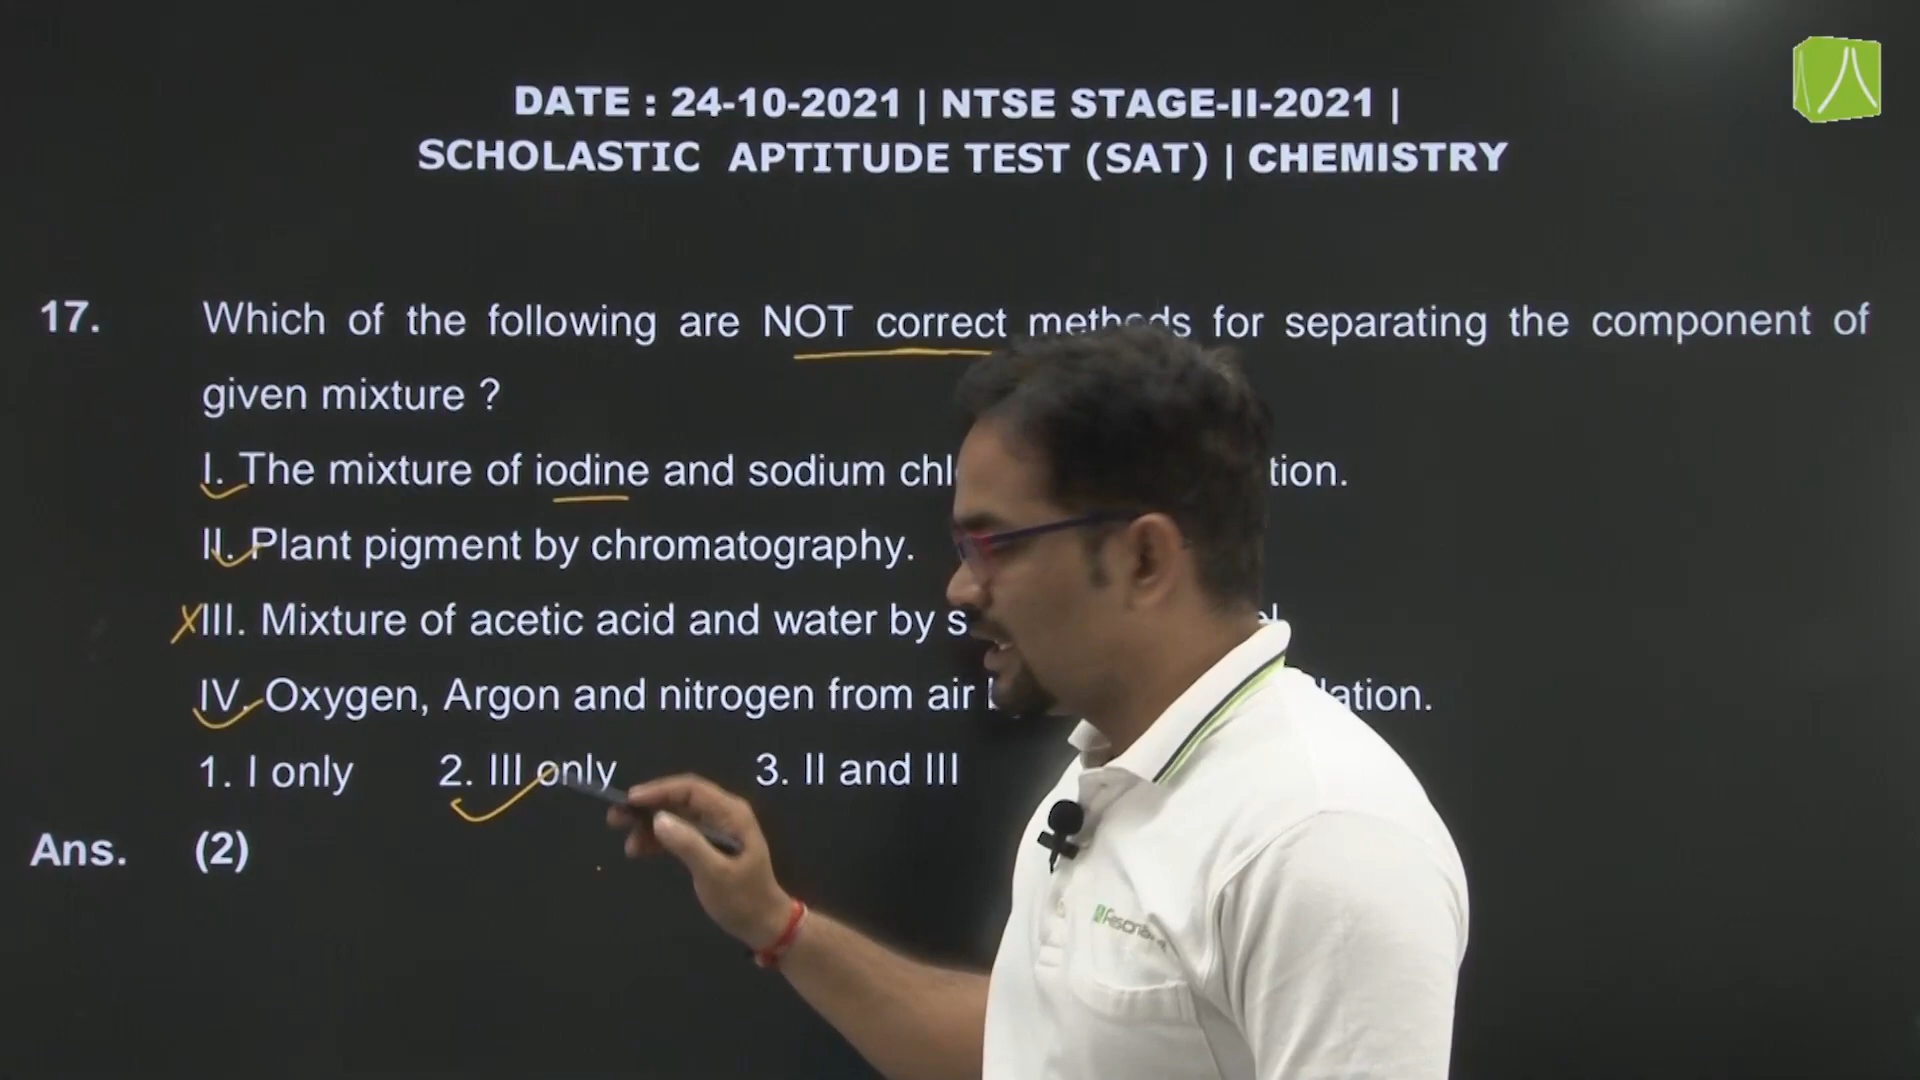 DATE : 24-10-2021 | NTSE STAGE-II-2021 |
SCHOLASTIC APTITUDE TEST (SAT) | CHEMISTRY
17. Which of the following are NOT correct methods for separating the component of
given mixture ?
I. The mixture of iodine and sodium chl tion.
II. Plant pigment by chromatography.
III. Mixture of acetic acid and water by s el
IV. Oxygen, Argon and nitrogen from air lation.
1. I only 2. III only 3. II and III
Ans. (2)